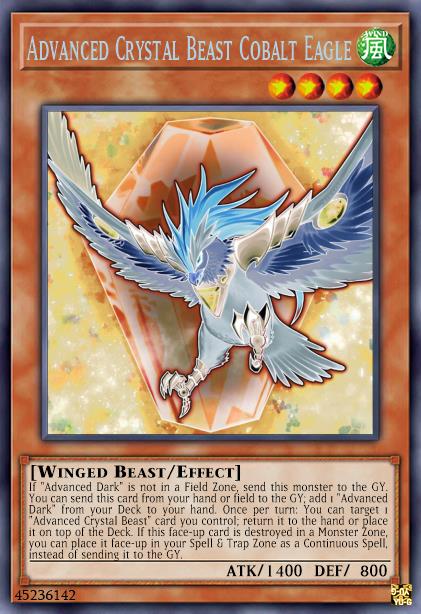 ADVANCED CRYSTAL BEAST COBALT EAGLE
WIND
風
[WINGED BEAST/EFFECT]
If "Advanced Dark" is not in a Field Zone, send this monster to the GY.
You can send this card from your hand or field to the GY; add 1 "Advanced
Dark" from your Deck to your hand. Once per turn: You can target 1
"Advanced Crystal Beast" card you control; return it to the hand or place
it on top of the Deck. If this face-up card is destroyed in a Monster Zone,
you can place it face-up in your Spell & Trap Zone as a Continuous Spell,
instead of sending it to the GY.
ATK/1400 DEF/ 800
45236142